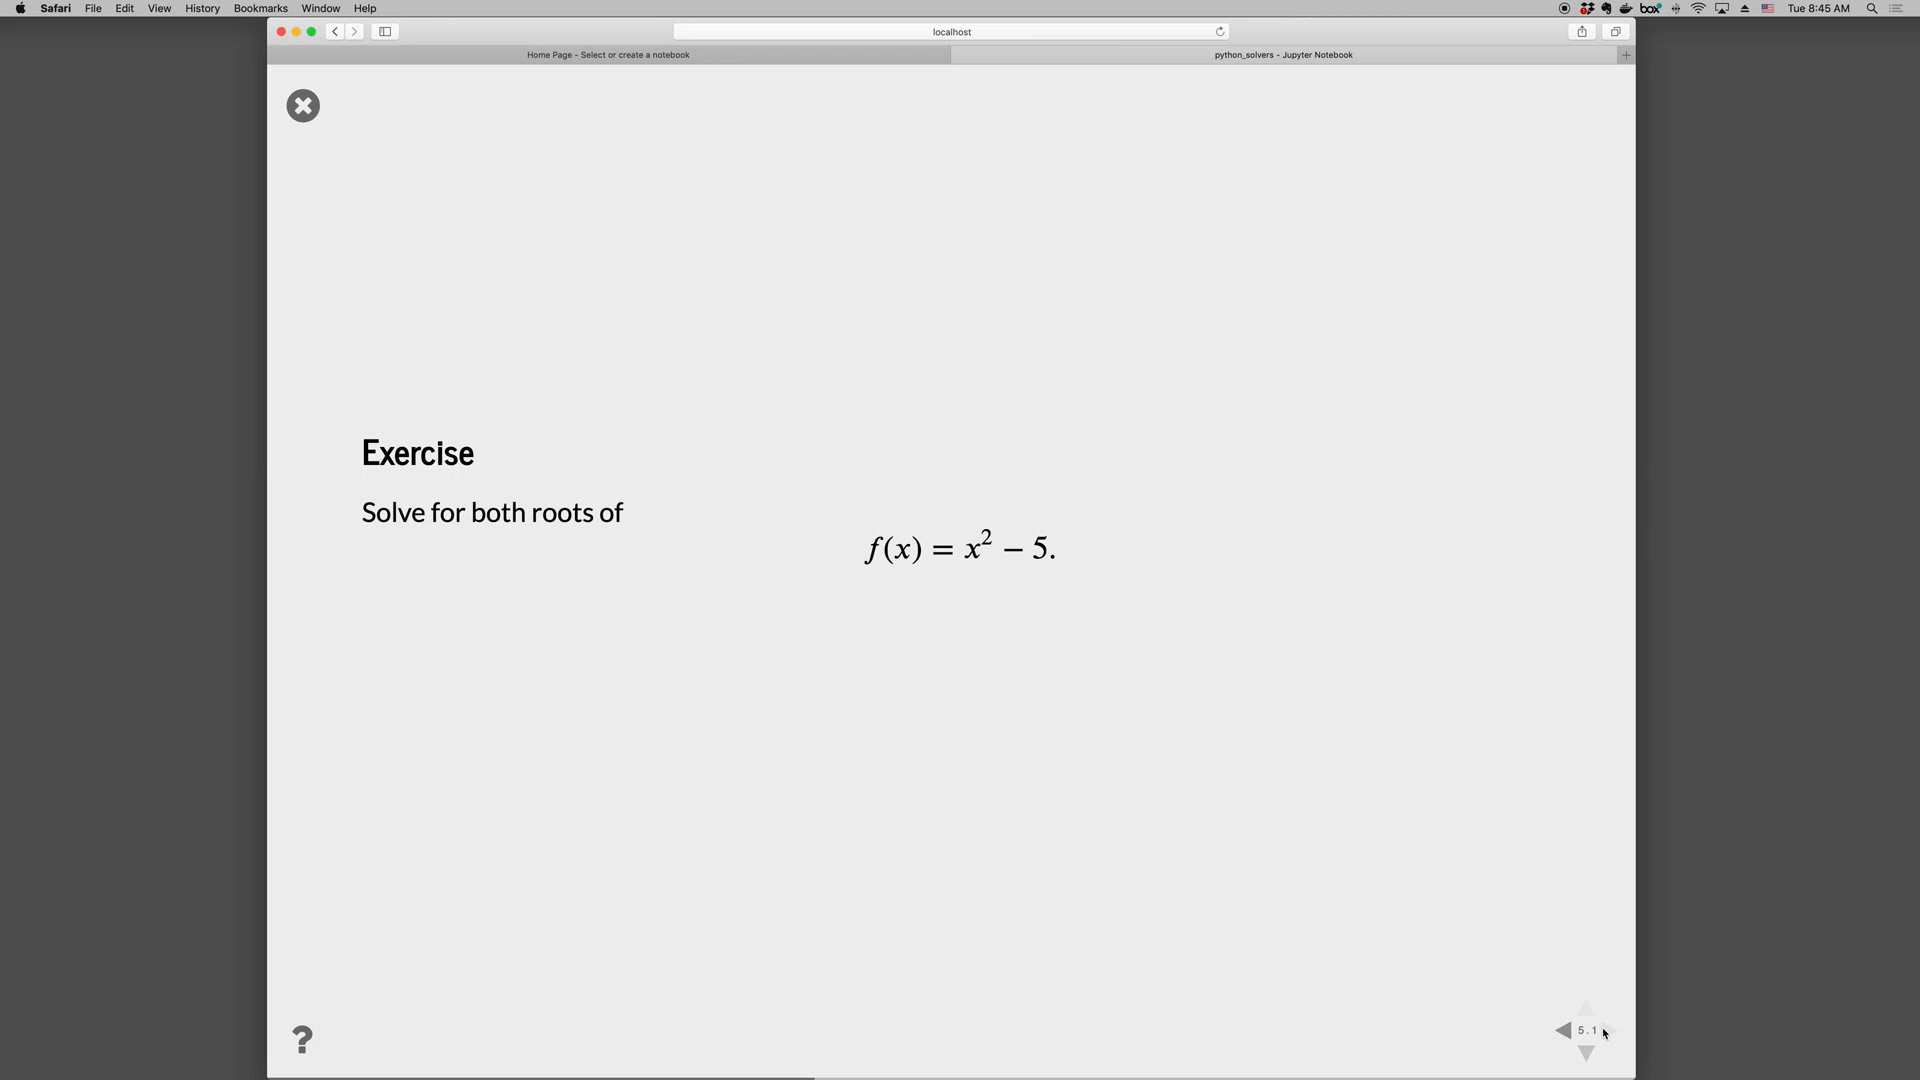 Safari File Edit View History Bookmarks Window Help box Tue 8:45 AM
localhost
Home Page - Select or create a notebook python_solvers - Jupyter Notebook
Exercise
Solve for both roots of
f(x) = x² − 5.
5.1
?